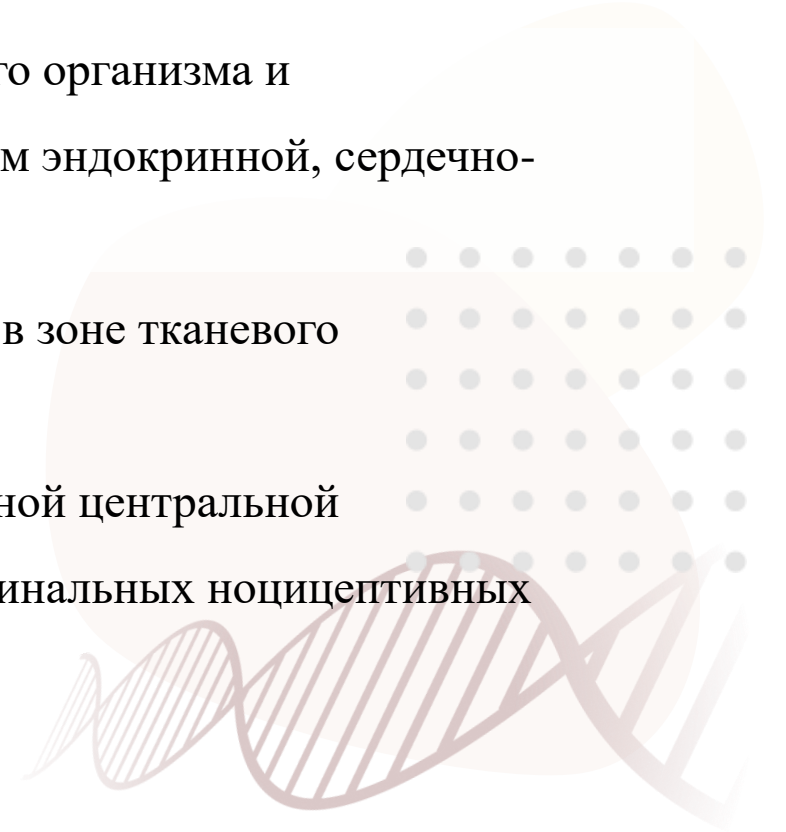 го организма и
м эндокринной, сердечно-
в зоне тканевого
ной центральной
инальных ноцицептивных